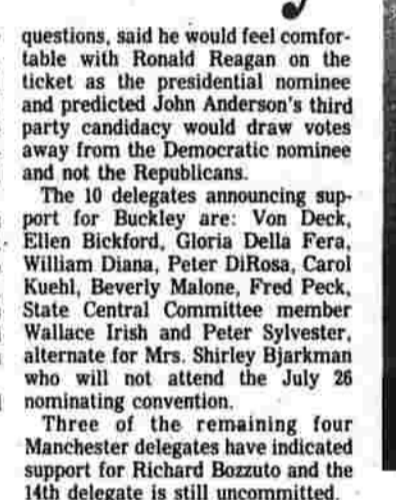 questions, said he would feel comfor-
table with Ronald Reagan on the
ticket as the presidential nominee
and predicted John Anderson's third
party candidacy would draw votes
away from the Democratic nominee
and not the Republicans.
The 10 delegates announcing sup-
port for Buckley are: Von Deck,
Ellen Bickford, Gloria Della Fera,
William Diana, Peter DiRosa, Carol
Kuehl, Beverly Malone, Fred Peck,
State Central Committee member
Wallace Irish and Peter Sylvester,
alternate for Mrs. Shirley Bjarkman
who will not attend the July 26
nominating convention.
Three of the remaining four
Manchester delegates have indicated
support for Richard Bozzuto and the
14th delegate is still uncommitted